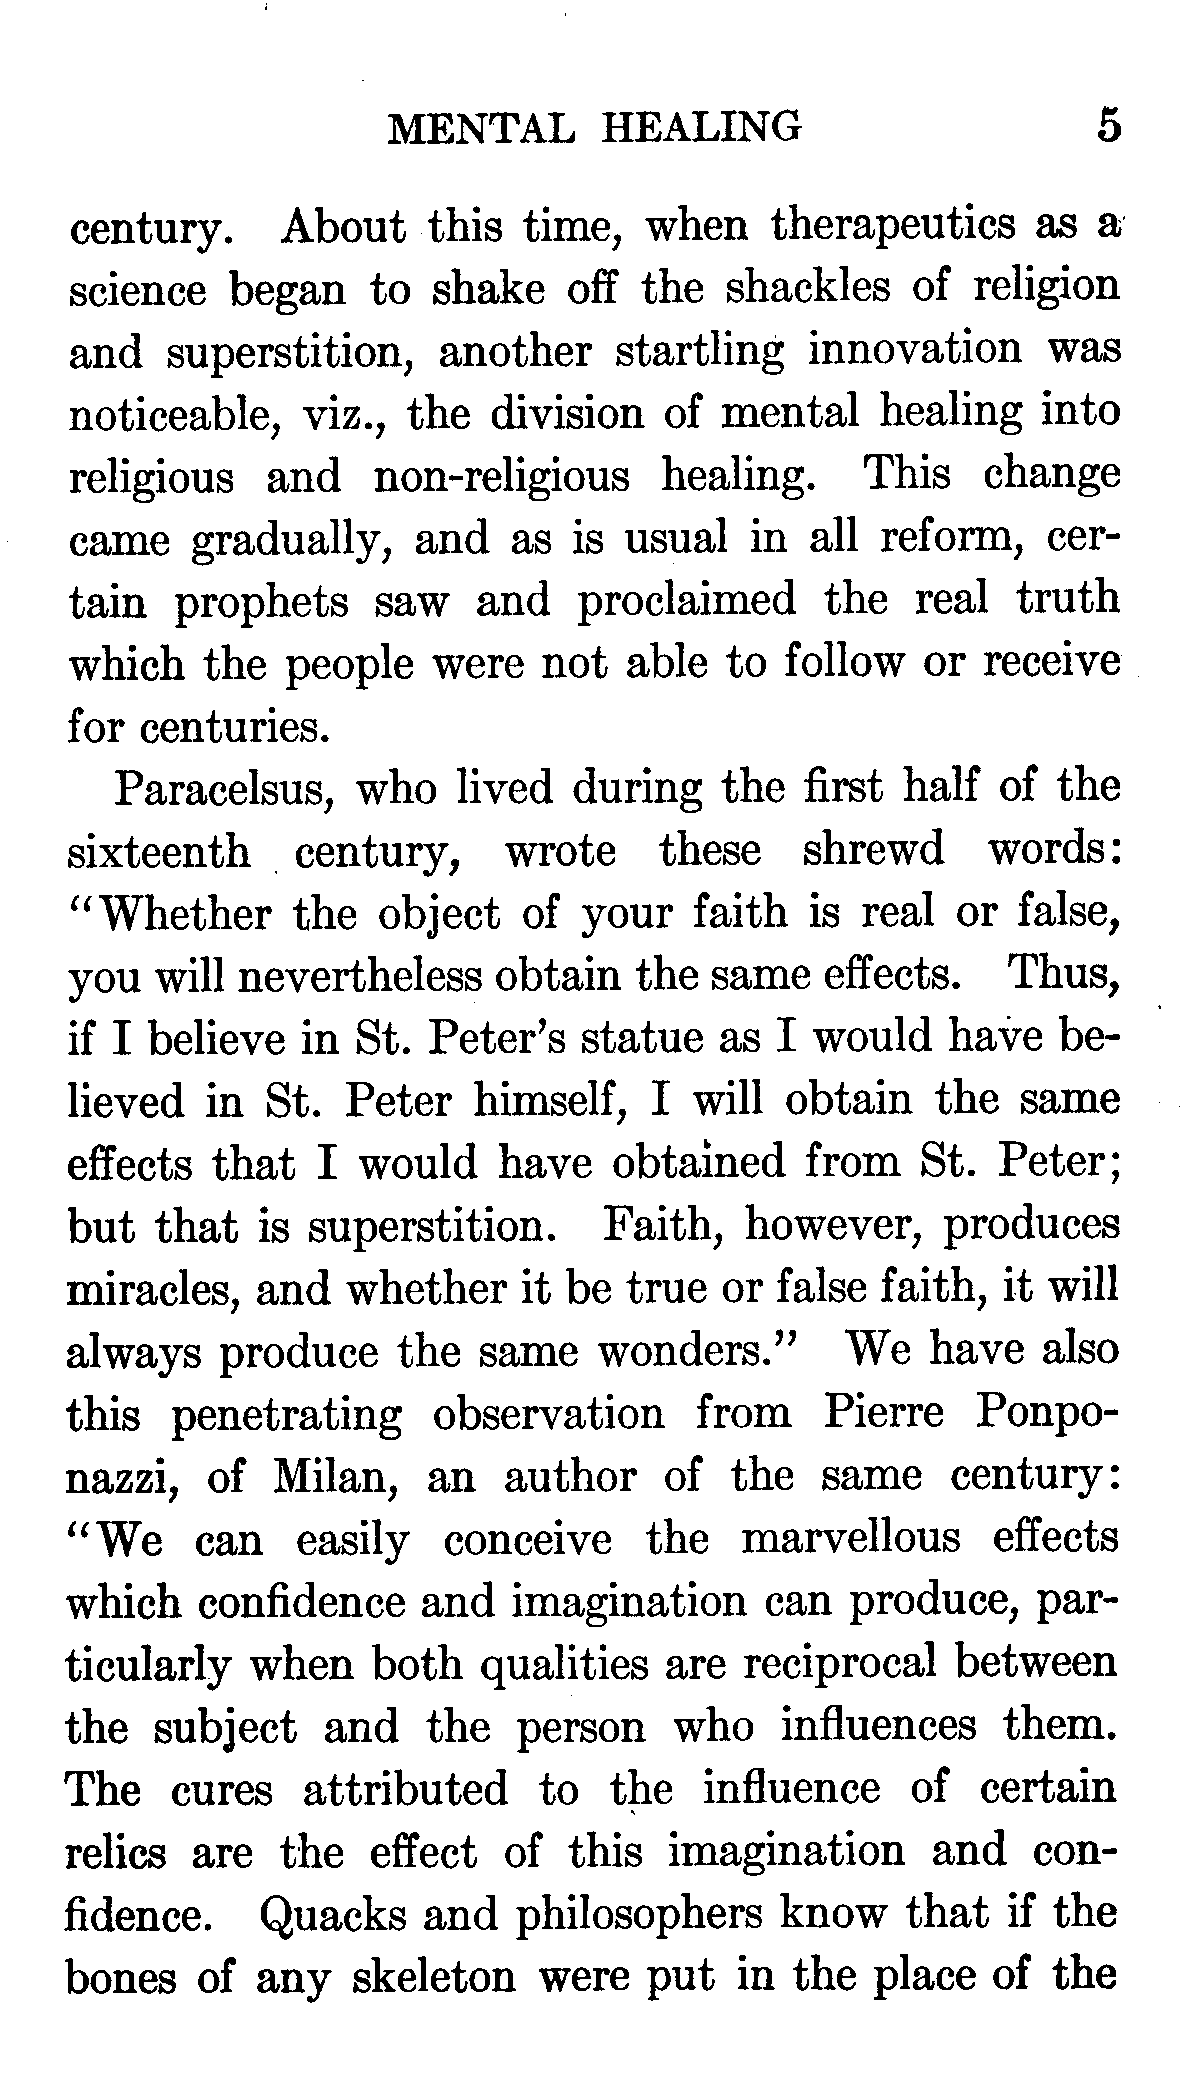 MENTAL HEALING 5
century. About this time, when therapeutics as a
science began to shake off the shackles of religion
and superstition, another startling innovation was
noticeable, viz., the division of mental healing into
religious and non-religious healing. This change
came gradually, and as is usual in all reform, cer-
tain prophets saw and proclaimed the real truth
which the people were not able to follow or receive
for centuries.
Paracelsus, who lived during the first half of the
sixteenth century, wrote these shrewd words:
"Whether the object of your faith is real or false,
you will nevertheless obtain the same effects. Thus,
if I believe in St. Peter's statue as I would have be-
lieved in St. Peter himself, I will obtain the same
effects that I would have obtained from St. Peter;
but that is superstition. Faith, however, produces
miracles, and whether it be true or false faith, it will
always produce the same wonders." We have also
this penetrating observation from Pierre Ponpo-
nazzi, of Milan, an author of the same century:
"We can easily conceive the marvellous effects
which confidence and imagination can produce, par-
ticularly when both qualities are reciprocal between
the subject and the person who influences them.
The cures attributed to the influence of certain
relics are the effect of this imagination and con-
fidence. Quacks and philosophers know that if the
bones of any skeleton were put in the place of the